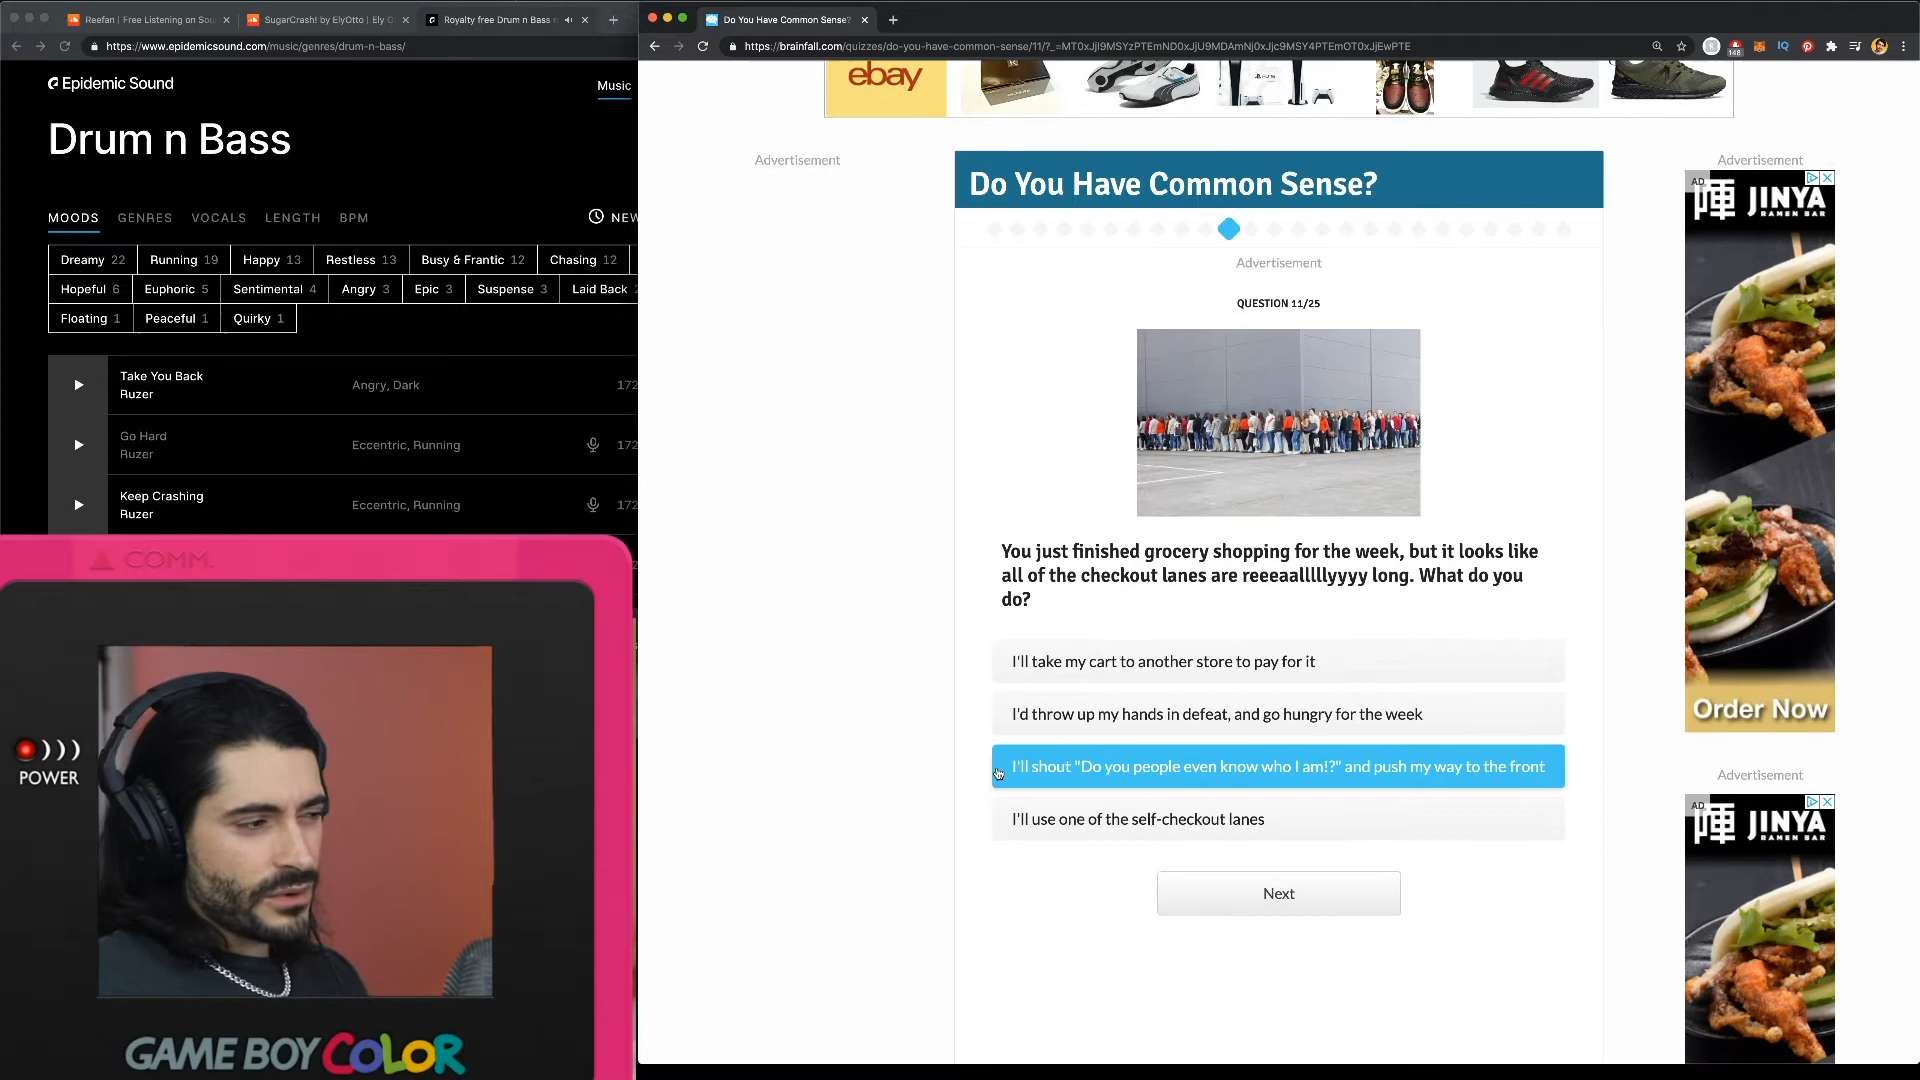 Reefan | Free Listening on Sou
SugarCrash! by ElyOtto | Ely O
Royalty free Drum n Bass m
https://www.epidemicsound.com/music/genres/drum-n-bass/
Epidemic Sound
Music
Drum n Bass
MOODS GENRES VOCALS LENGTH BPM
NEW
Dreamy 22 Running 19 Happy 13 Restless 13 Busy & Frantic 12 Chasing 12
Hopeful 6 Euphoric 5 Sentimental 4 Angry 3 Epic 3 Suspense 3 Laid Back
Floating 1 Peaceful 1 Quirky 1
Take You Back
Ruzer
Angry, Dark
172
Go Hard
Ruzer
Eccentric, Running
172
Keep Crashing
Ruzer
Eccentric, Running
172
COMM.
POWER
GAME BOY COLOR
Do You Have Common Sense?
https://brainfall.com/quizzes/do-you-have-common-sense/11/?_=MT0xJjI9MSYzPTEmND0xJjU9MDAmNj0xJjc9MSY4PTEmOT0xJjEwPTE
148
IQ
ebay
Advertisement
Do You Have Common Sense?
Advertisement
QUESTION 11/25
You just finished grocery shopping for the week, but it looks like
all of the checkout lanes are reeeaalllllyyyy long. What do you
do?
I'll take my cart to another store to pay for it
I'd throw up my hands in defeat, and go hungry for the week
I'll shout "Do you people even know who I am!?" and push my way to the front
I'll use one of the self-checkout lanes
Next
Advertisement
AD
JINYA
RAMEN BAR
Order Now
Advertisement
AD
JINYA
RAMEN BAR